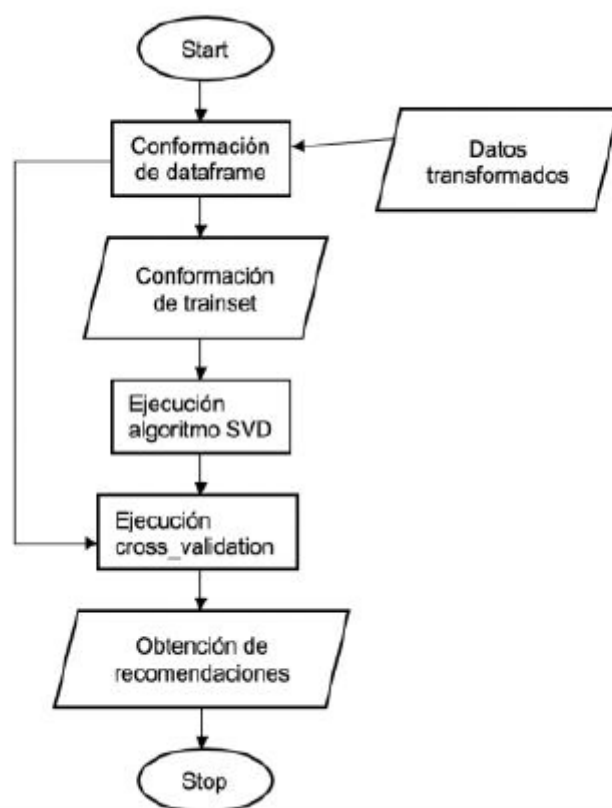 Start
Conformación
de dataframe
Datos
transformados
Conformación
de trainset
Ejecución
algoritmo SVD
Ejecución
cross_validation
Obtención de
recomendaciones
Stop